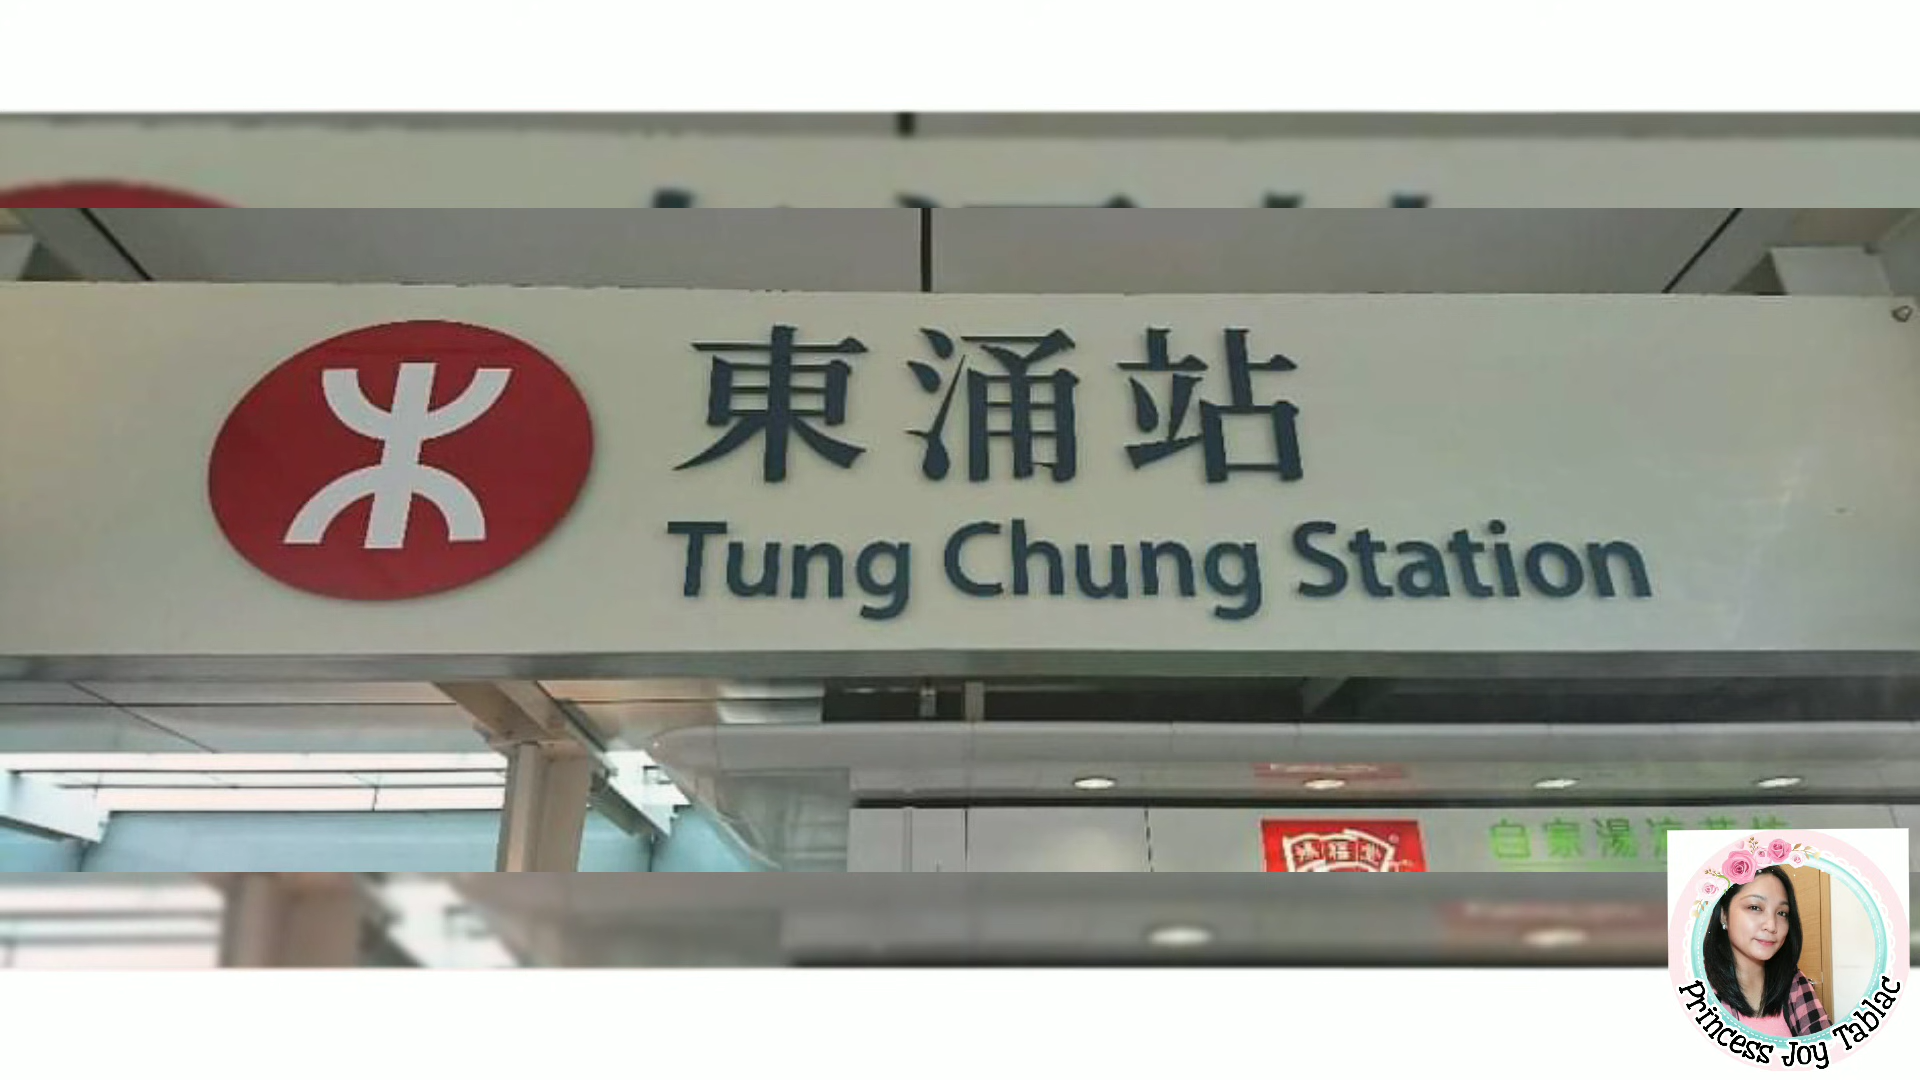 東涌站
Tung Chung Station
Princess Joy Tablac